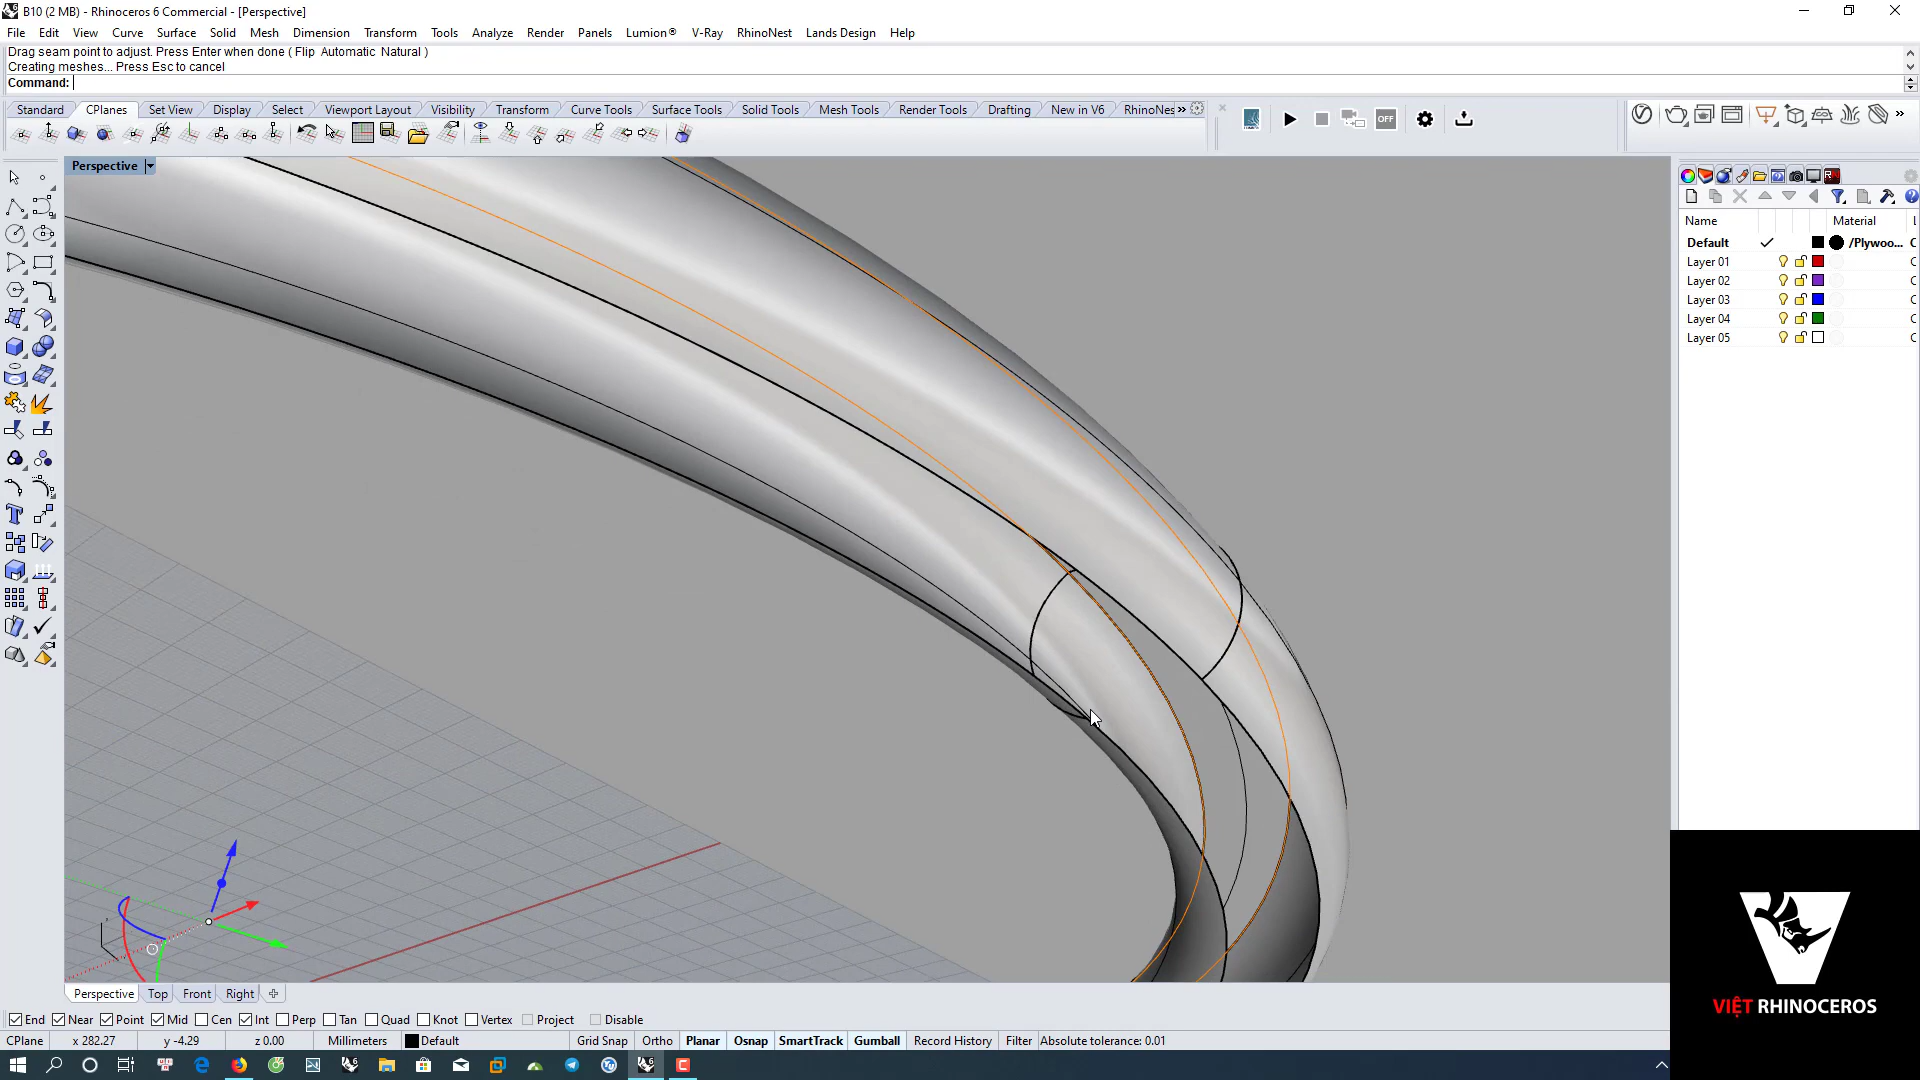 B10 (2 MB) - Rhinoceros 6 Commercial - [Perspective]
File Edit View Curve Surface Solid Mesh Dimension Transform Tools Analyze Render Panels Lumion® V-Ray RhinoNest Lands Design Help
Drag seam point to adjust. Press Enter when done ( Flip Automatic Natural )
Creating meshes... Press Esc to cancel
Command:
Standard CPlanes Set View Display Select Viewport Layout Visibility Transform Curve Tools Surface Tools Solid Tools Mesh Tools Render Tools Drafting New in V6 RhinoNes »
OFF
Perspective
Name Material
Default /Plywoo... C
Layer 01 C
Layer 02 C
Layer 03 C
Layer 04 C
Layer 05 C
VIỆT RHINOCEROS
Perspective Top Front Right
End Near Point Mid Cen Int Perp Tan Quad Knot Vertex Project Disable
CPlane x 282.27 y -4.29 z 0.00 Millimeters Default Grid Snap Ortho Planar Osnap SmartTrack Gumball Record History Filter Absolute tolerance: 0.01